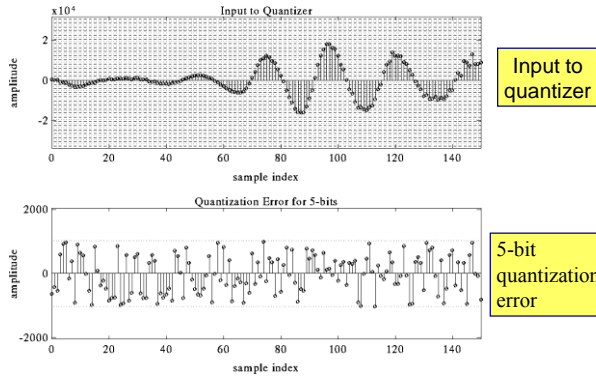 Input to Quantizer
x10⁴
2
0
-2
amplitude
0 20 40 60 80 100 120 140
sample index
Input to
quantizer
Quantization Error for 5-bits
2000
0
-2000
amplitude
0 20 40 60 80 100 120 140
sample index
5-bit
quantization
error